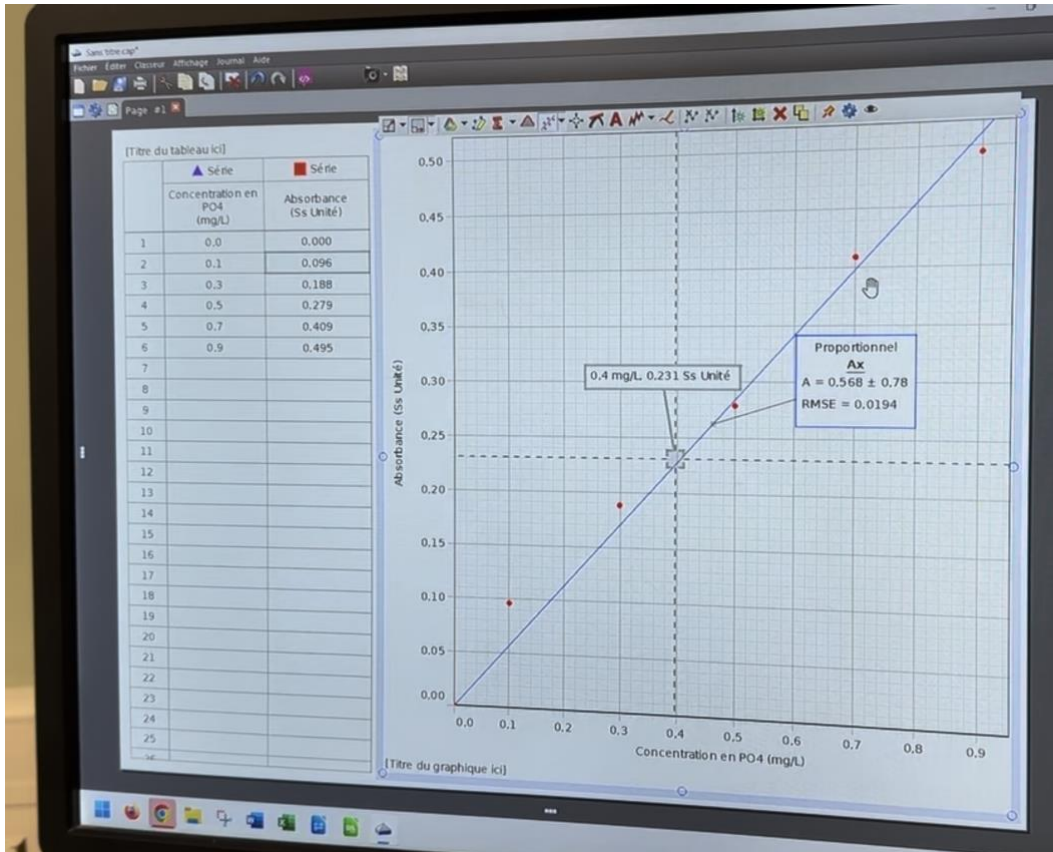 Sans titre.cap*
Fichier Éditer Classeur Affichage Journal Aide
Page #1
[Titre du tableau ici]
Série Série
Concentration en PO4 (mg/L) Absorbance (Ss Unité)
1 0.0 0.000
2 0.1 0.096
3 0.3 0.188
4 0.5 0.279
5 0.7 0.409
6 0.9 0.495
7
8
9
10
11
12
13
14
15
16
17
18
19
20
21
22
23
24
25
0,50
0,45
0,40
0,35
0,30
0,25
0,20
0,15
0,10
0,05
0,00
Absorbance (Ss Unité)
0,4 mg/L, 0,231 Ss Unité
Proportionnel
Ax
A = 0.568 ± 0.78
RMSE = 0.0194
0,0 0,1 0,2 0,3 0,4 0,5 0,6 0,7 0,8 0,9
Concentration en PO4 (mg/L)
[Titre du graphique ici]